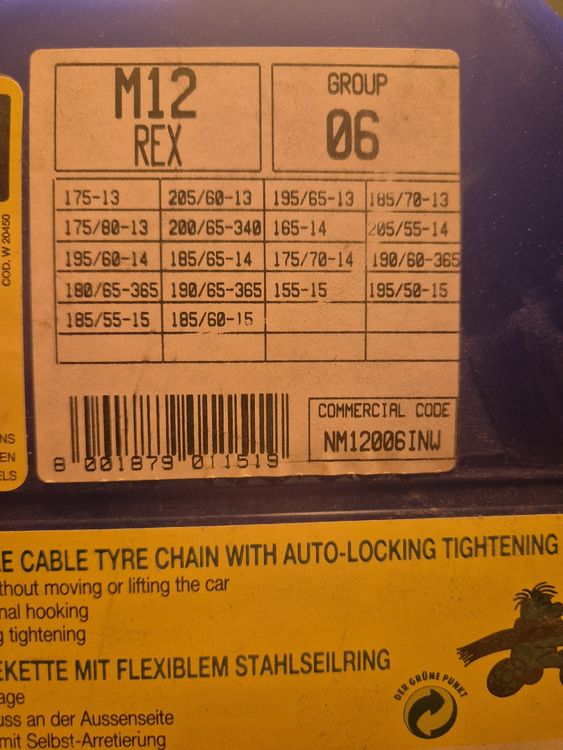 M12
REX
GROUP
06
175-13 205/60-13 195/65-13 185/70-13
175/80-13 200/65-340 165-14 205/55-14
195/60-14 185/65-14 175/70-14 190/60-365
180/65-365 190/65-365 155-15 195/50-15
185/55-15 185/60-15
COMMERCIAL CODE
NM12006INW
8 001879 011519
COD. W 20450
NS
EN
ELS
LE CABLE TYRE CHAIN WITH AUTO-LOCKING TIGHTENING
thout moving or lifting the car
nal hooking
g tightening
EKETTE MIT FLEXIBLEM STAHLSEILRING
age
uss an der Aussenseite
mit Selbst-Arretierung
DER GRÜNE PUNKT